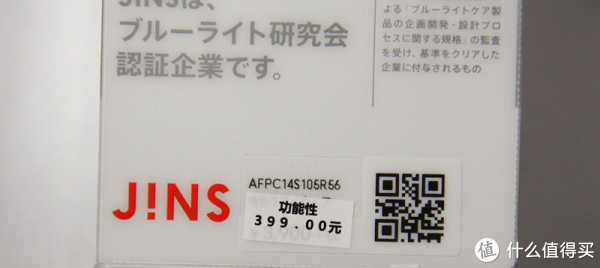 JINSは、
ブルーライト研究会
認証企業です。
よる「ブルーライトケア製
品の企画開発・設計プロ
セスに関する規格」の監査
を受け、基準をクリアした
企業に付与されるもの
J!NS
AFPC14S105R56
功能性
399.00元
值 什么值得买